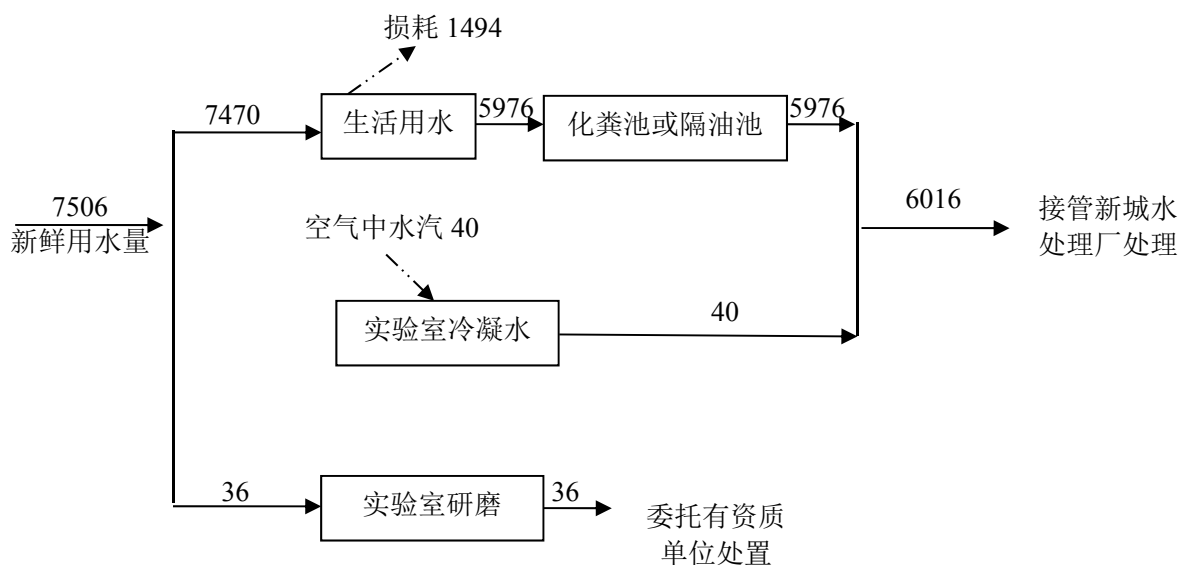 损耗 1494
7470
生活用水
5976
化粪池或隔油池
5976
7506
新鲜用水量
6016
接管新城水
处理厂处理
空气中水汽 40
实验室冷凝水
40
36
实验室研磨
36
委托有资质
单位处置